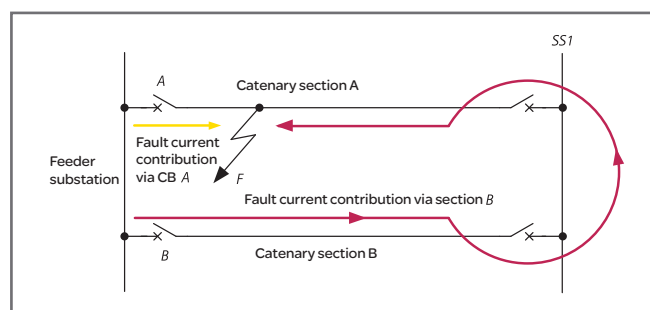 SS1
A
Catenary section A
Feeder
substation
Fault current
contribution
via CB A
F
Fault current contribution via section B
B
Catenary section B